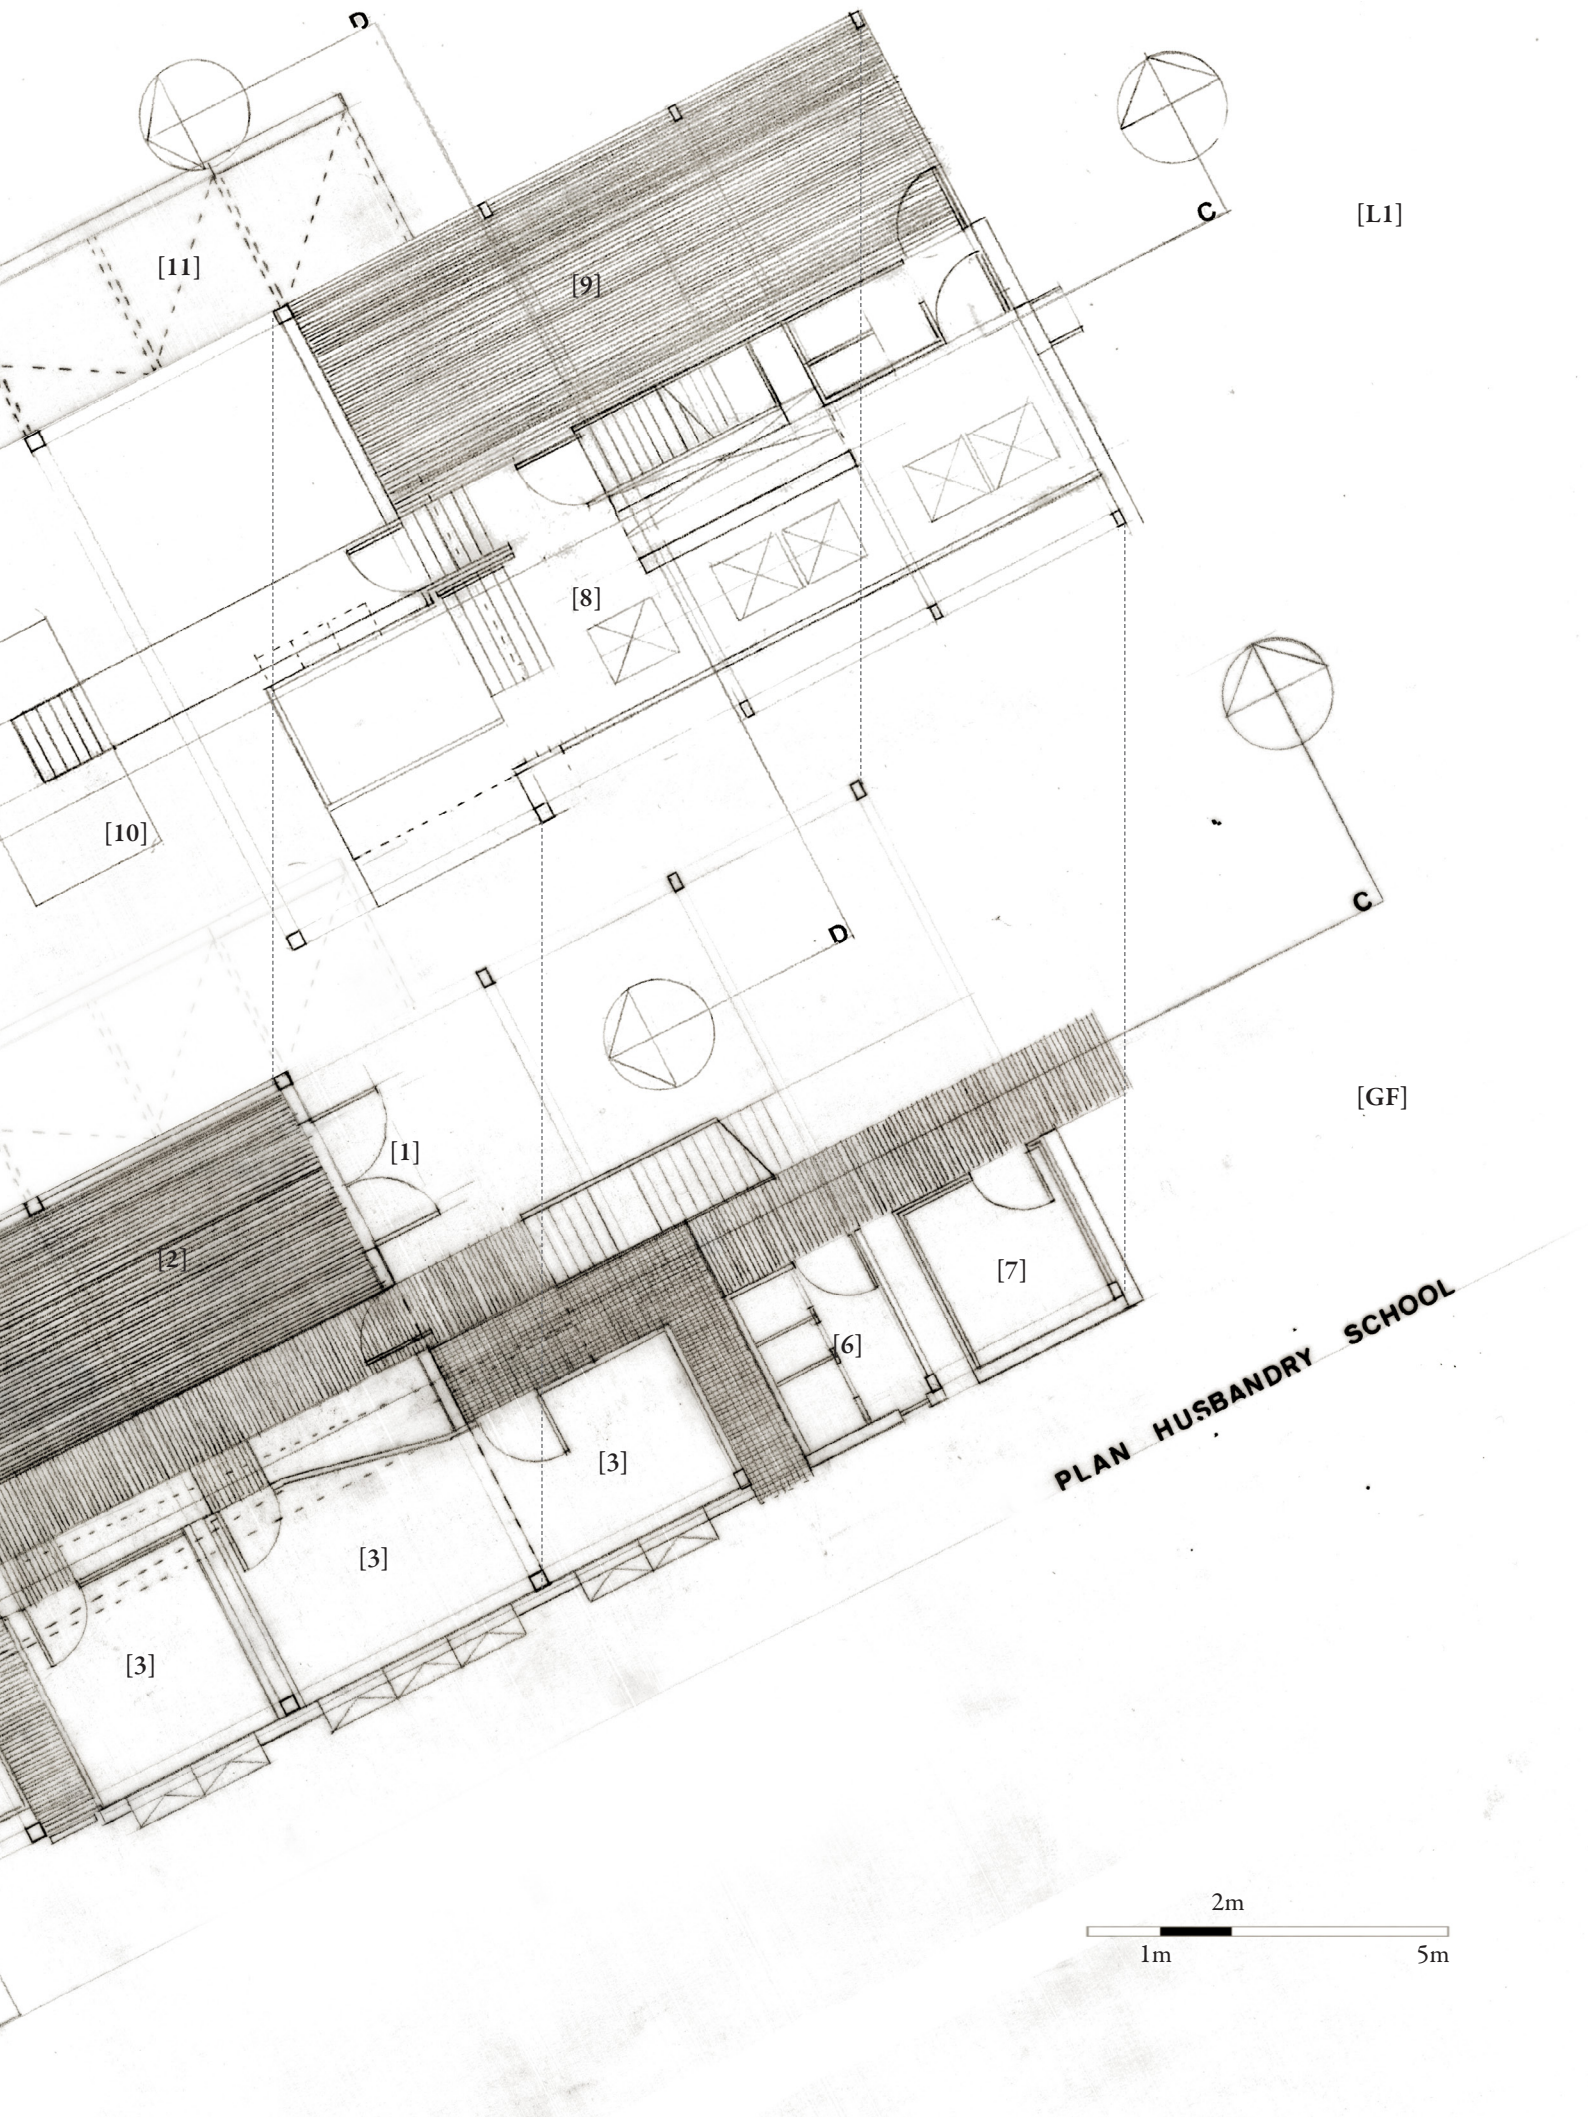 D
C
[L1]
[11]
[9]
[8]
[10]
D
C
[GF]
[1]
[2]
[7]
[6]
[3]
[3]
[3]
PLAN HUSBANDRY SCHOOL
2m
1m 5m